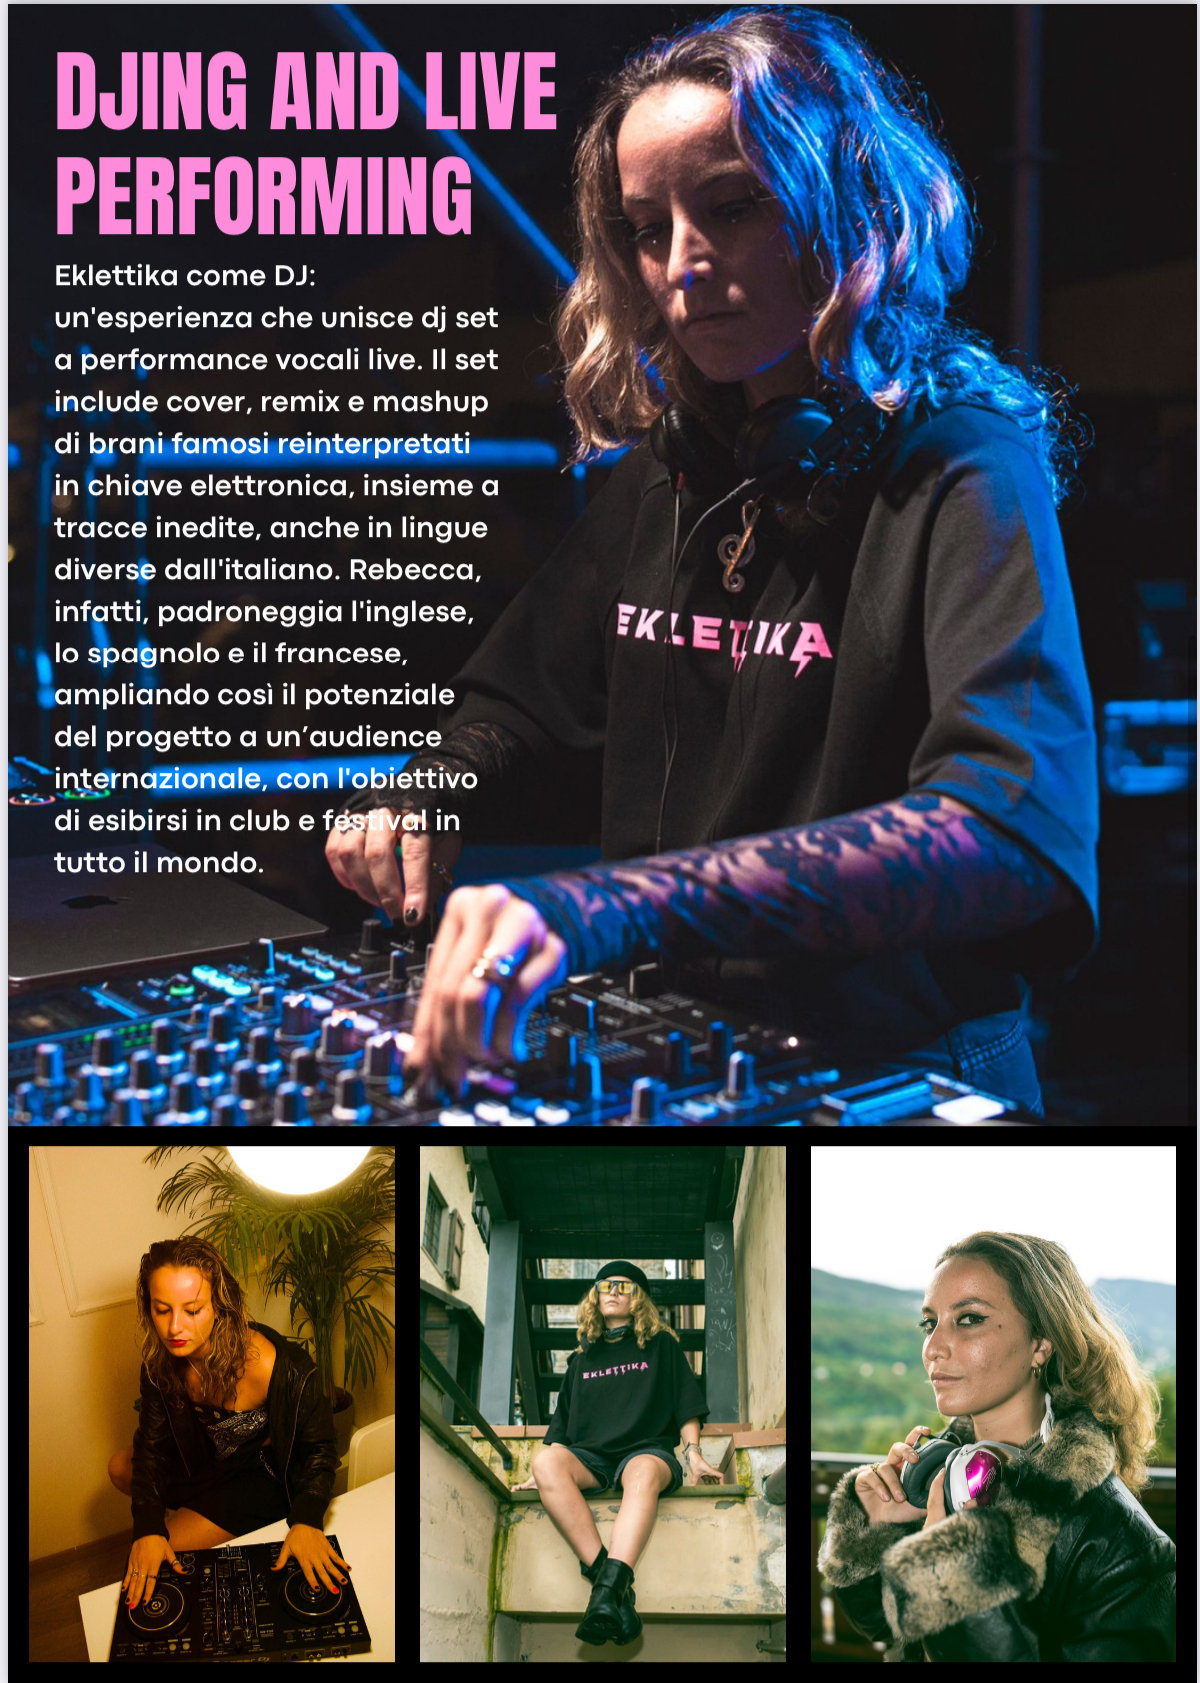 DJING AND LIVE
PERFORMING
Eklettika come DJ:
un'esperienza che unisce dj set
a performance vocali live. Il set
include cover, remix e mashup
di brani famosi reinterpretati
in chiave elettronica, insieme a
tracce inedite, anche in lingue
diverse dall'italiano. Rebecca,
infatti, padroneggia l'inglese,
lo spagnolo e il francese,
ampliando così il potenziale
del progetto a un’audience
internazionale, con l'obiettivo
di esibirsi in club e festival in
tutto il mondo.
EKLETTIKA
EKLETTIKA